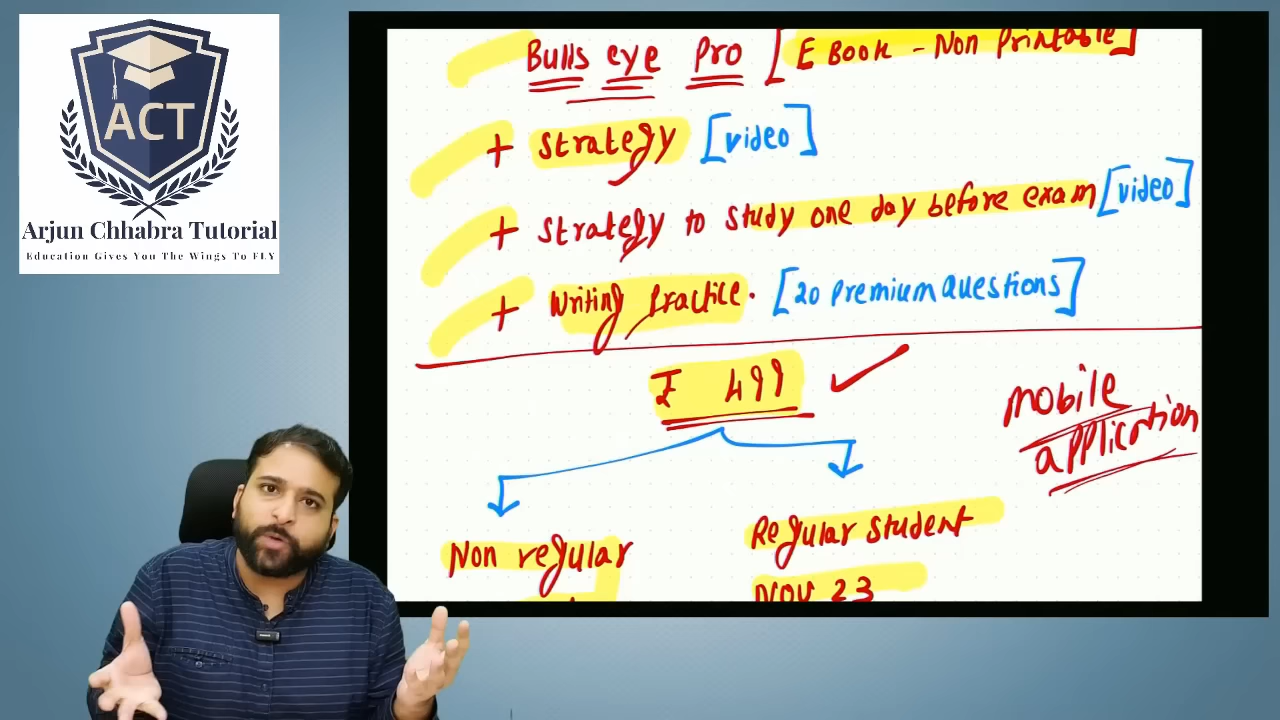 ACT
Arjun Chhabra Tutorial
Education Gives You The Wings To FLY
Bulls eye Pro [E Book - Non Printable]
+ Strategy [video]
+ Strategy to study one day before exam [video]
+ Writing Practice. [20 Premium Questions]
₹ 499
mobile
application
Non regular
Regular Student
Nov 23